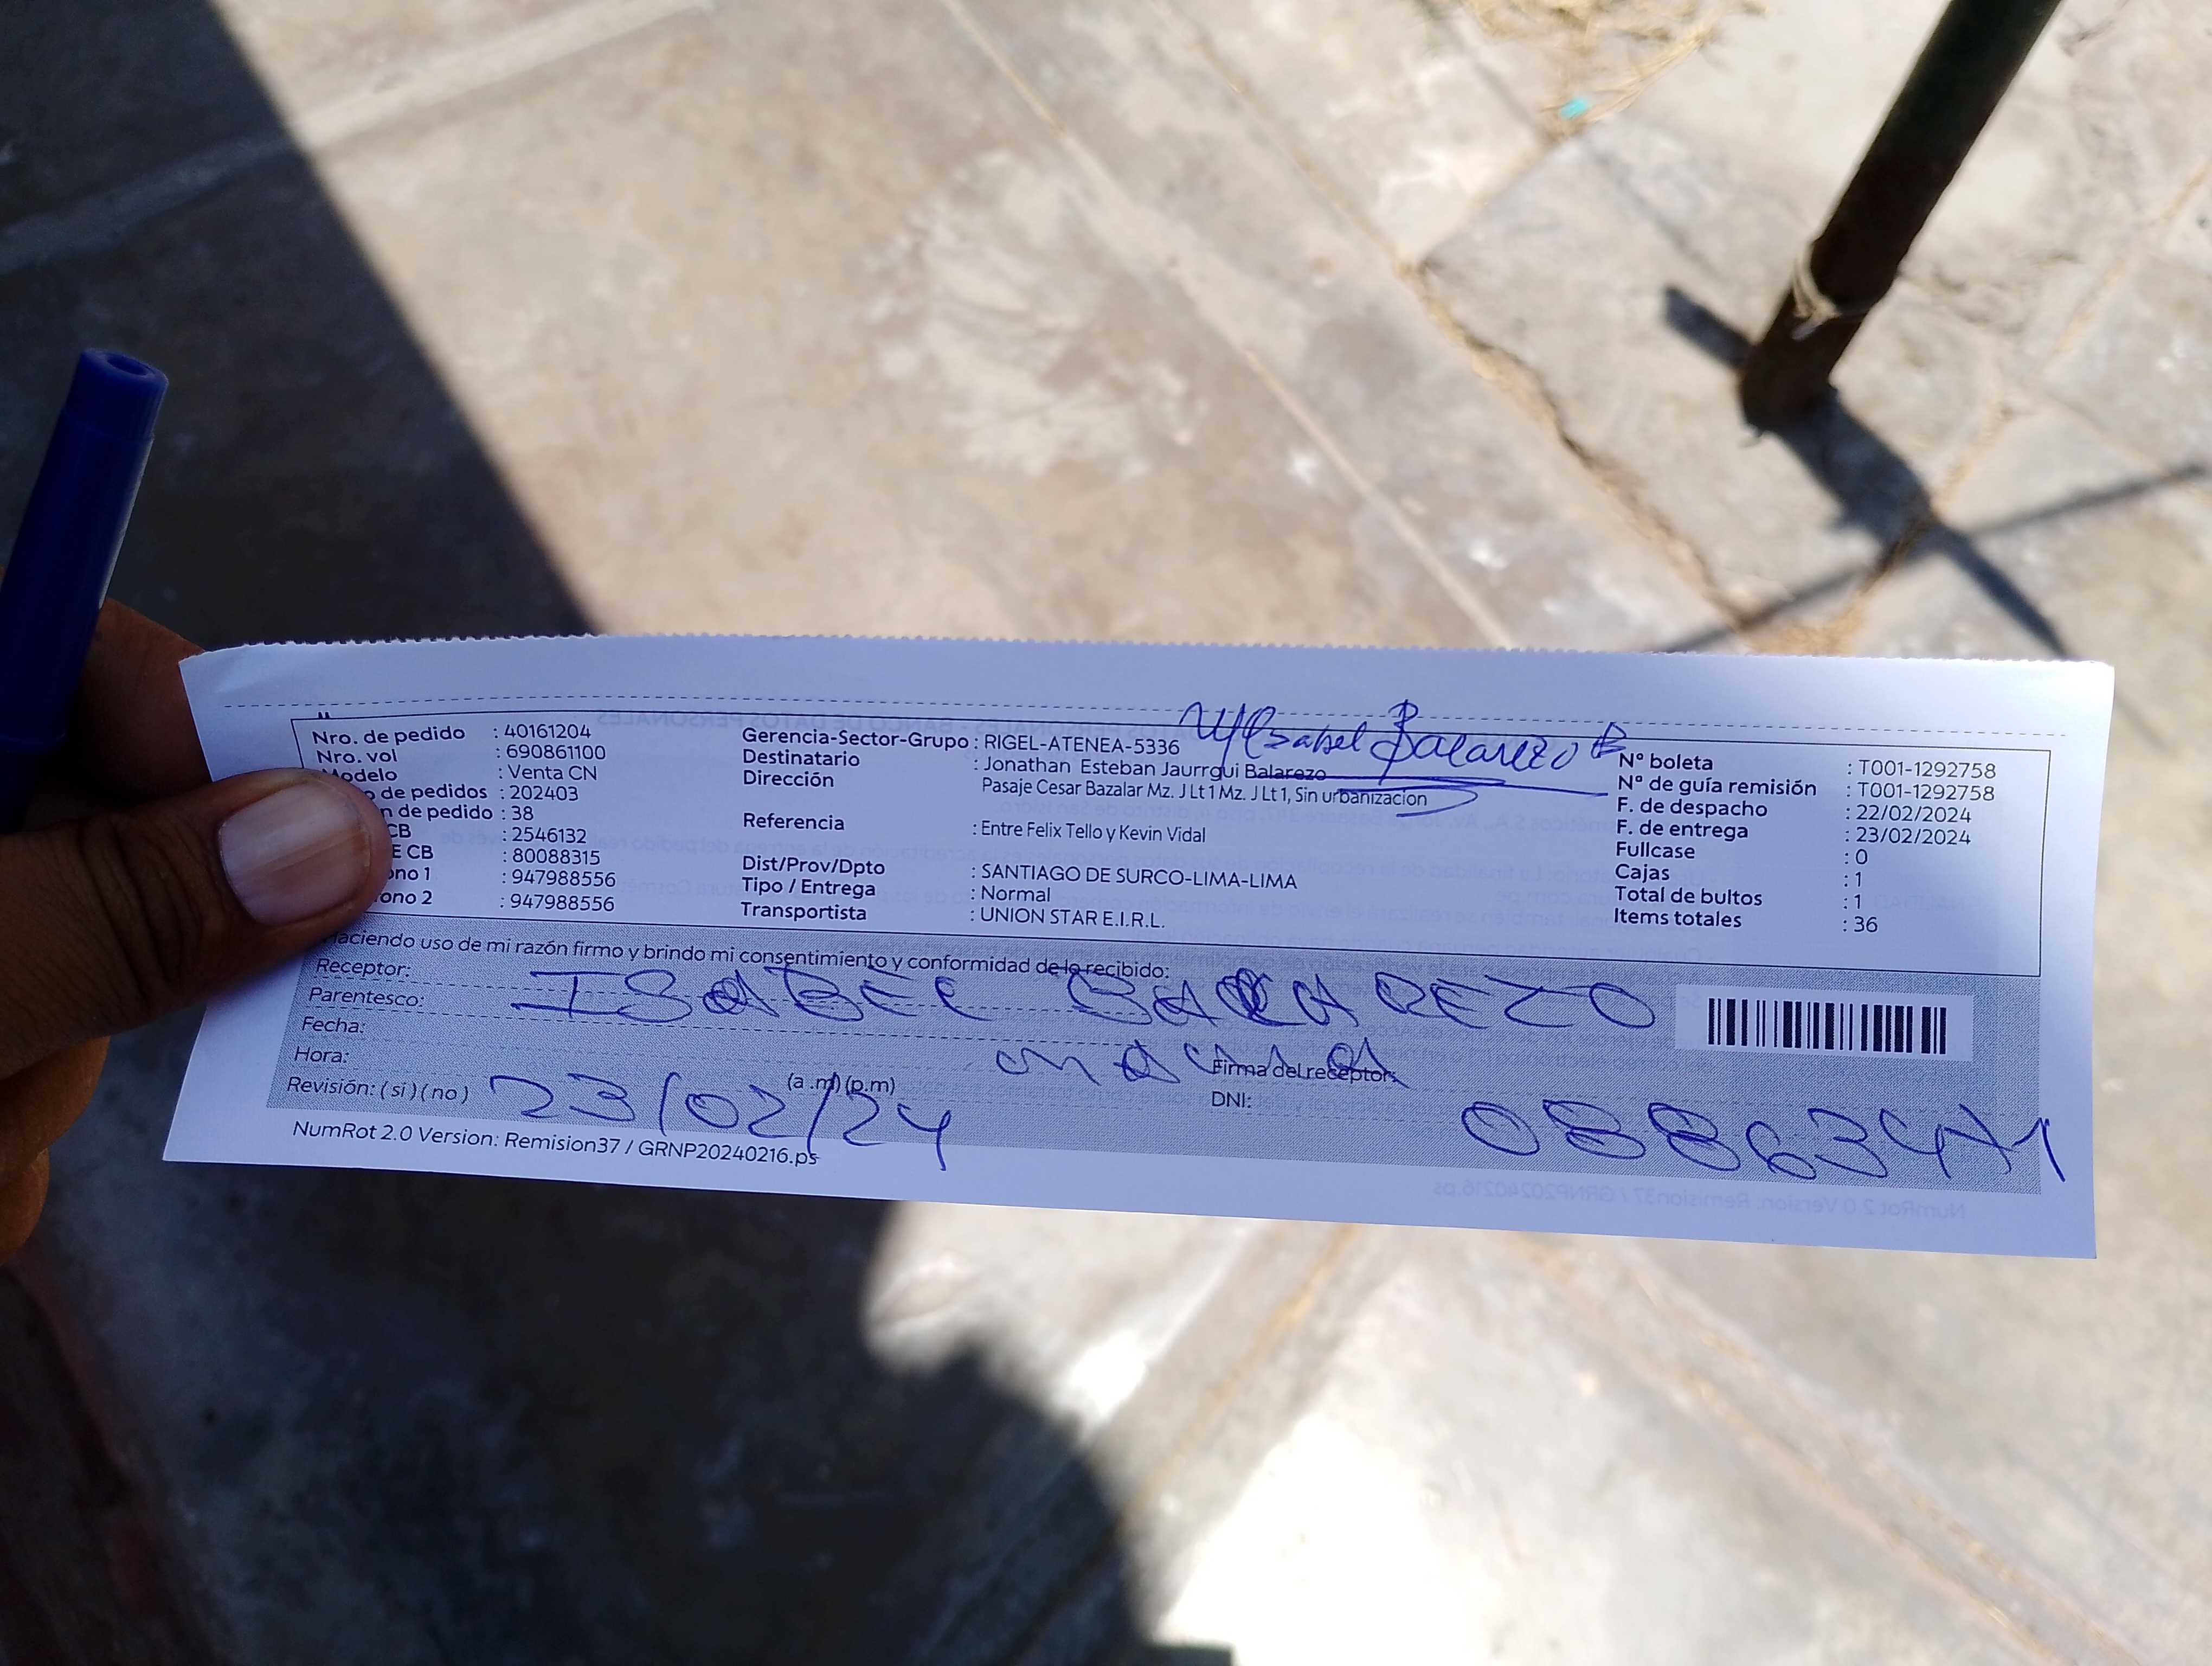 Nro. de pedido : 40161204
Nro. vol : 690861100
Modelo : Venta CN
o de pedidos : 202403
n de pedido : 38
CB : 2546132
E CB : 80088315
ono 1 : 947988556
ono 2 : 947988556
Gerencia-Sector-Grupo : RIGEL-ATENEA-5336
Destinatario : Jonathan Esteban Jaurrgui Balarezo
Dirección Pasaje Cesar Bazalar Mz. J Lt 1 Mz. J Lt 1, Sin urbanizacion
Referencia : Entre Felix Tello y Kevin Vidal
Dist/Prov/Dpto : SANTIAGO DE SURCO-LIMA-LIMA
Tipo / Entrega : Normal
Transportista : UNION STAR E.I.R.L.
Isabel Balarezo B
Nº boleta : T001-1292758
Nº de guía remisión : T001-1292758
F. de despacho : 22/02/2024
F. de entrega : 23/02/2024
Fullcase : 0
Cajas : 1
Total de bultos : 1
Items totales : 36
Haciendo uso de mi razón firmo y brindo mi consentimiento y conformidad de lo recibido:
Receptor: ISABEL BALAREZO
Parentesco: mama
Fecha:
Hora: (a.m) (p.m)
Firma del receptor:
Revisión: ( si ) ( no ) 23/02/24
DNI: 08863471
NumRot 2.0 Version: Remision37 / GRNP20240216.ps